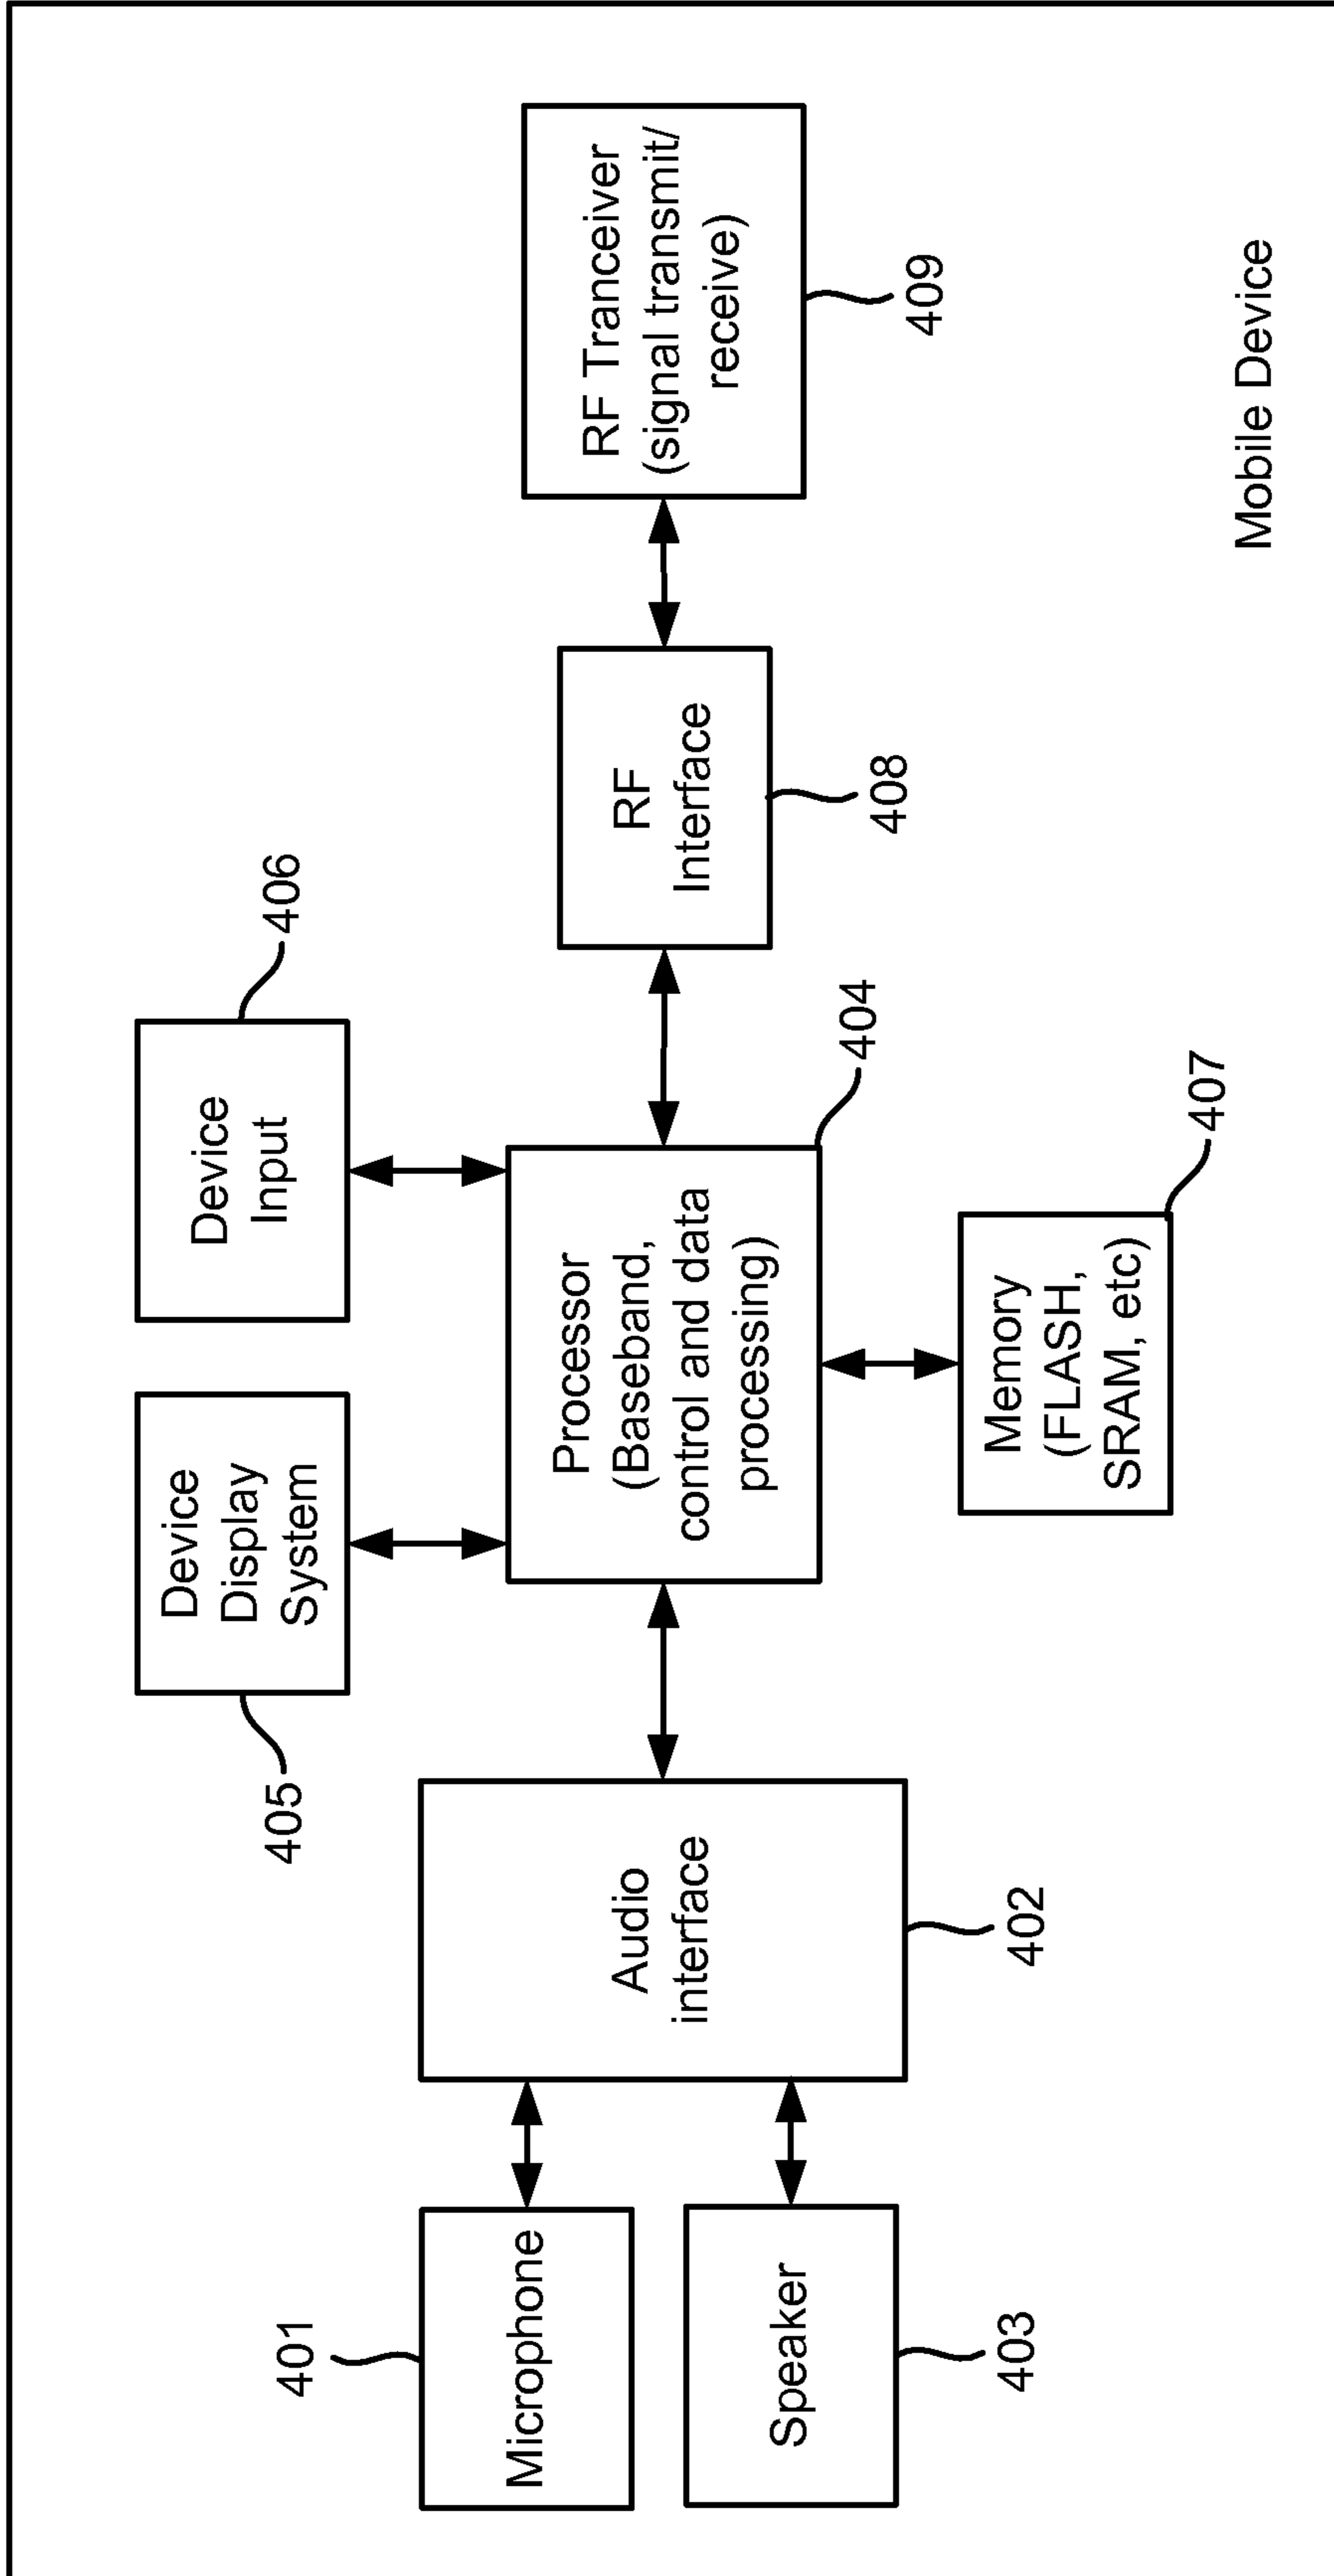 405
Device
Display
System
Device
Input
406
401
Microphone
Audio
interface
Processor
(Baseband,
control and data
processing)
RF
Interface
RF Tranceiver
(signal transmit/
receive)
Speaker
404
408
409
403
402
Memory
(FLASH,
SRAM, etc)
407
Mobile Device